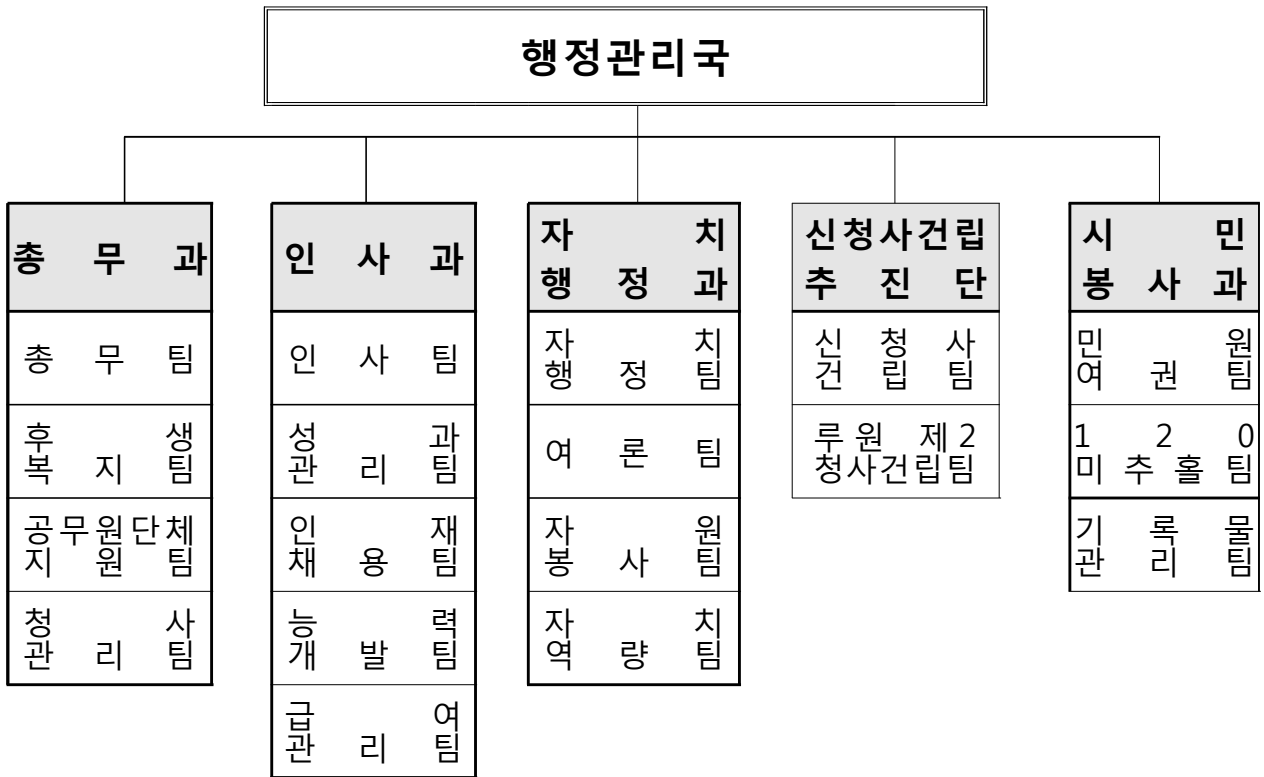 행정관리국
총 무 과
총 무 팀
후 생
복 지 팀
공무원단체
지 원 팀
청 사
관 리 팀
인 사 과
인 사 팀
성 과
관 리 팀
인 재
채 용 팀
능 력
개 발 팀
급 여
관 리 팀
자 치
행 정 과
자 치
행 정 팀
여 론 팀
자 원
봉 사 팀
자 치
역 량 팀
신청사건립
추 진 단
신 청 사
건 립 팀
루원 제2
청사건립팀
시 민
봉 사 과
민 원
여 권 팀
1 2 0
미 추 홀 팀
기 록 물
관 리 팀